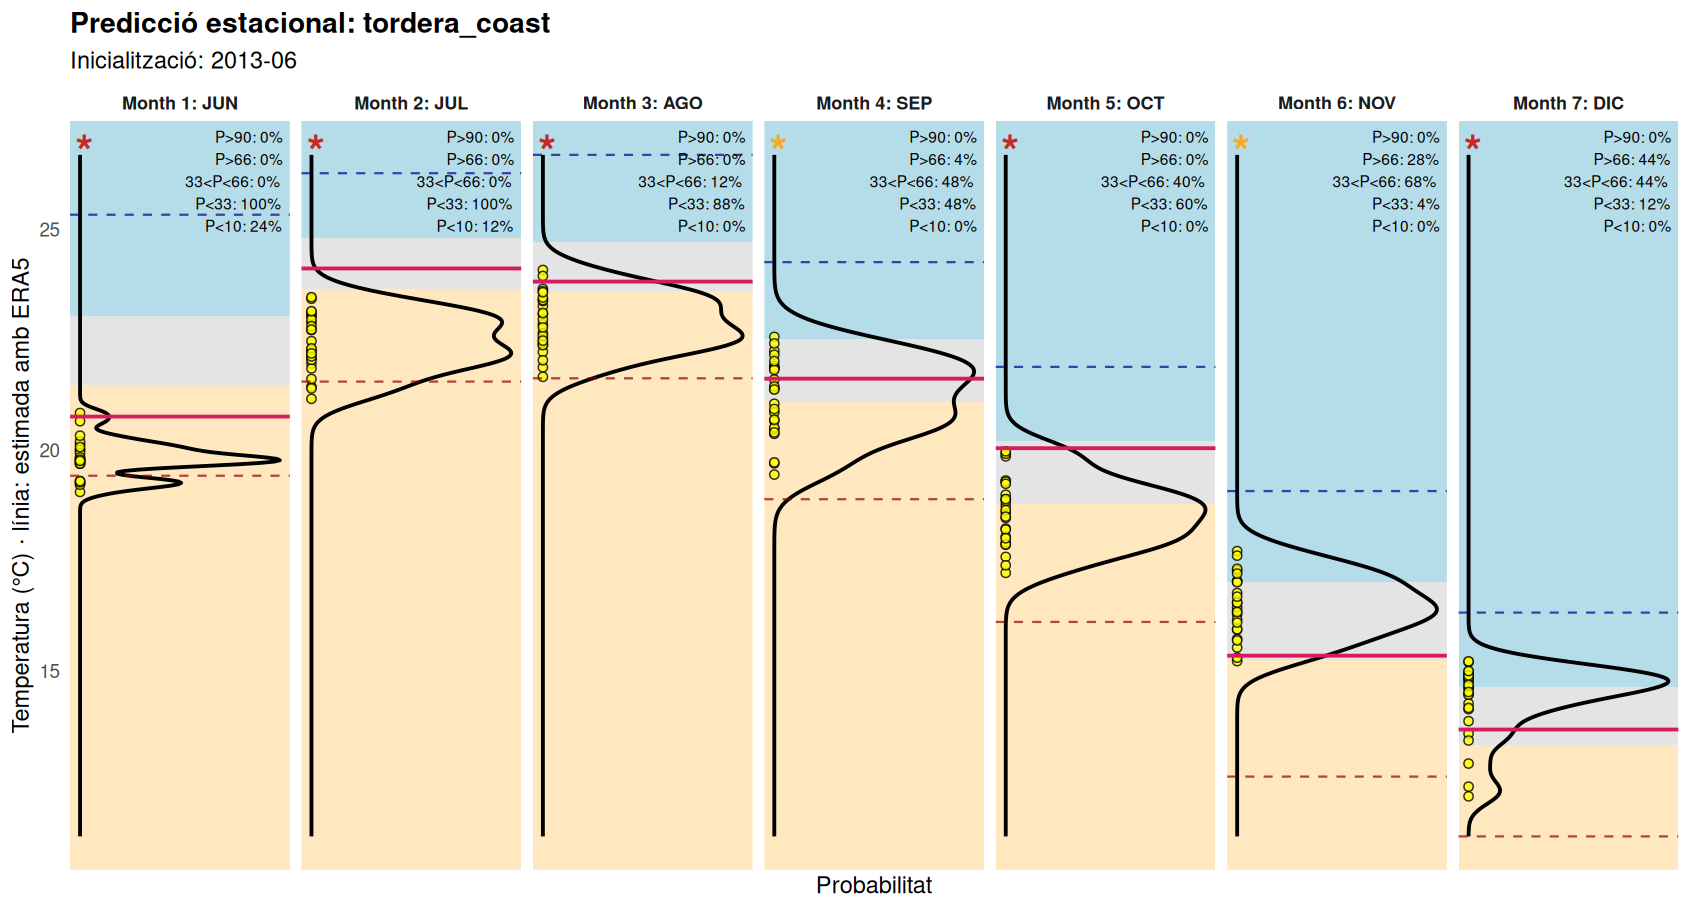 Predicció estacional: tordera_coast
Inicialització: 2013-06
Month 1: JUN
Month 2: JUL
Month 3: AGO
Month 4: SEP
Month 5: OCT
Month 6: NOV
Month 7: DIC
*
P>90: 0%
P>66: 0%
33<P<66: 0%
P<33: 100%
P<10: 24%
*
P>90: 0%
P>66: 0%
33<P<66: 0%
P<33: 100%
P<10: 12%
*
P>90: 0%
P>66: 0%
33<P<66: 12%
P<33: 88%
P<10: 0%
*
P>90: 0%
P>66: 4%
33<P<66: 48%
P<33: 48%
P<10: 0%
*
P>90: 0%
P>66: 0%
33<P<66: 40%
P<33: 60%
P<10: 0%
*
P>90: 0%
P>66: 28%
33<P<66: 68%
P<33: 4%
P<10: 0%
*
P>90: 0%
P>66: 44%
33<P<66: 44%
P<33: 12%
P<10: 0%
25
20
15
Temperatura (°C) · línia: estimada amb ERA5
Probabilitat